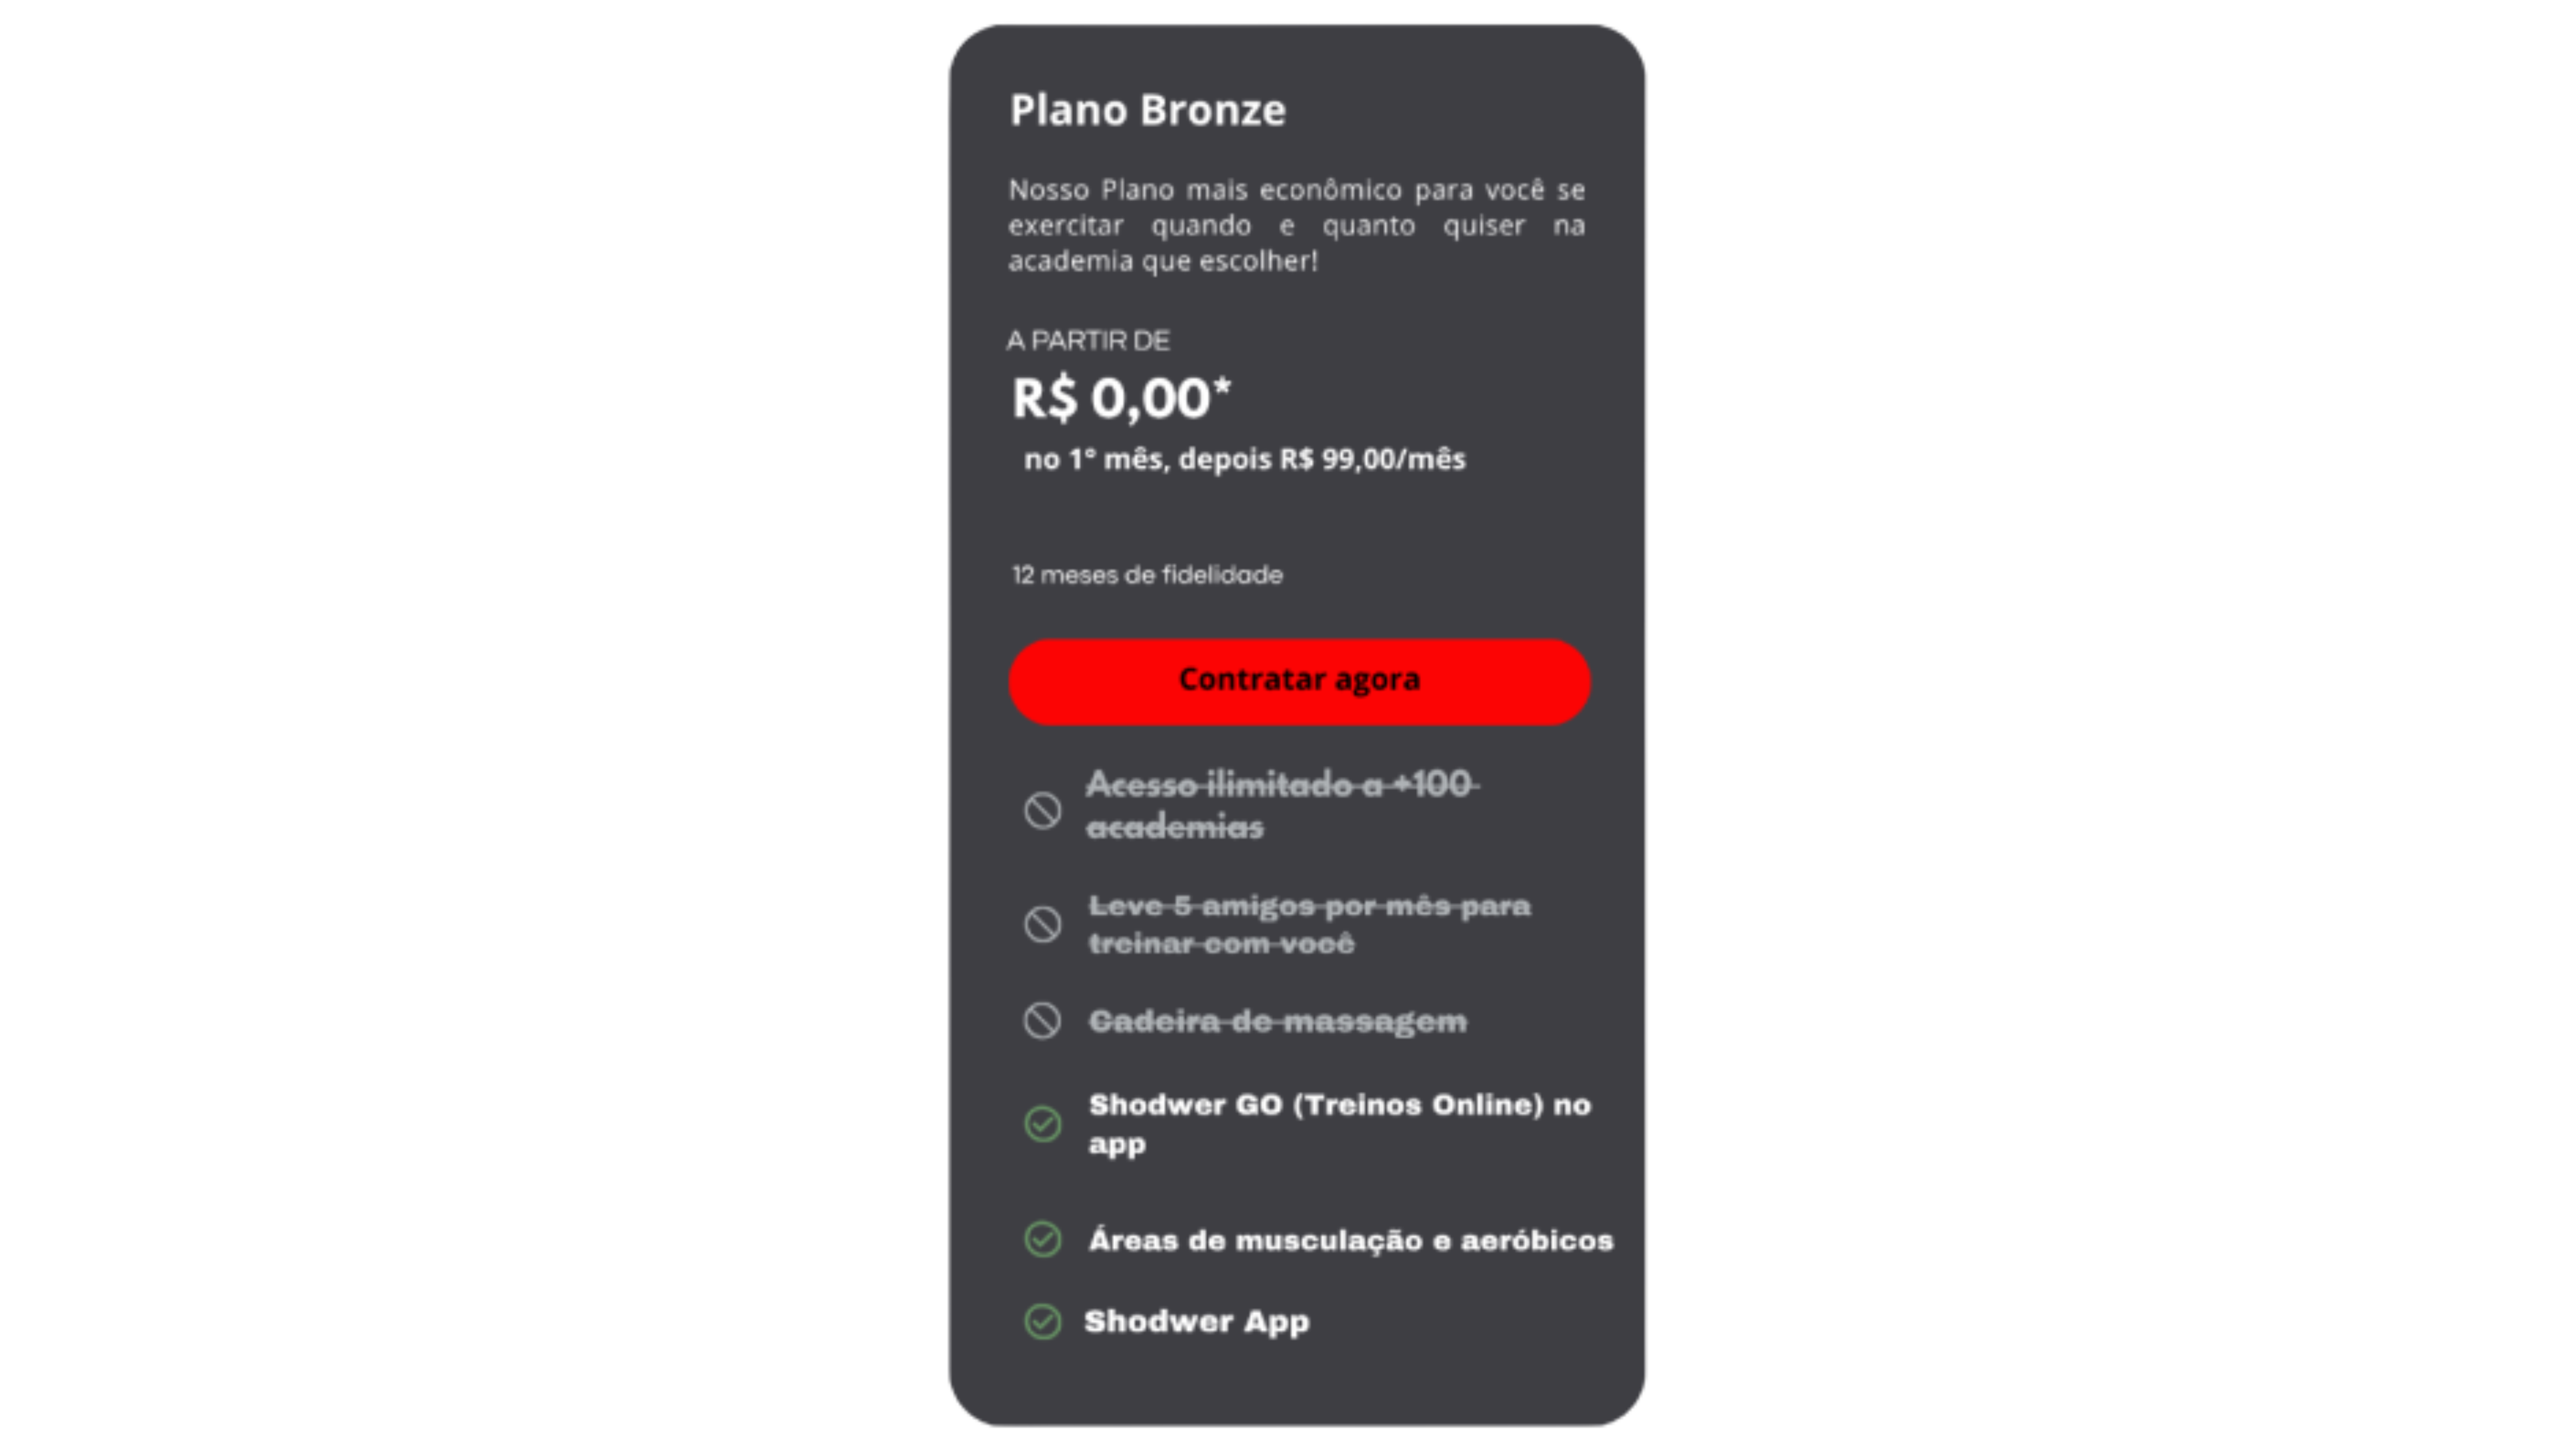 Plano Bronze
Nosso Plano mais econômico para você se
exercitar quando e quanto quiser na
academia que escolher!
A PARTIR DE
R$ 0,00*
no 1° mês, depois R$ 99,00/mês
12 meses de fidelidade
Contratar agora
Acesso ilimitado a +100
academias
Leve 5 amigos por mês para
treinar com você
Cadeira de massagem
Shodwer GO (Treinos Online) no
app
Áreas de musculação e aeróbicos
Shodwer App